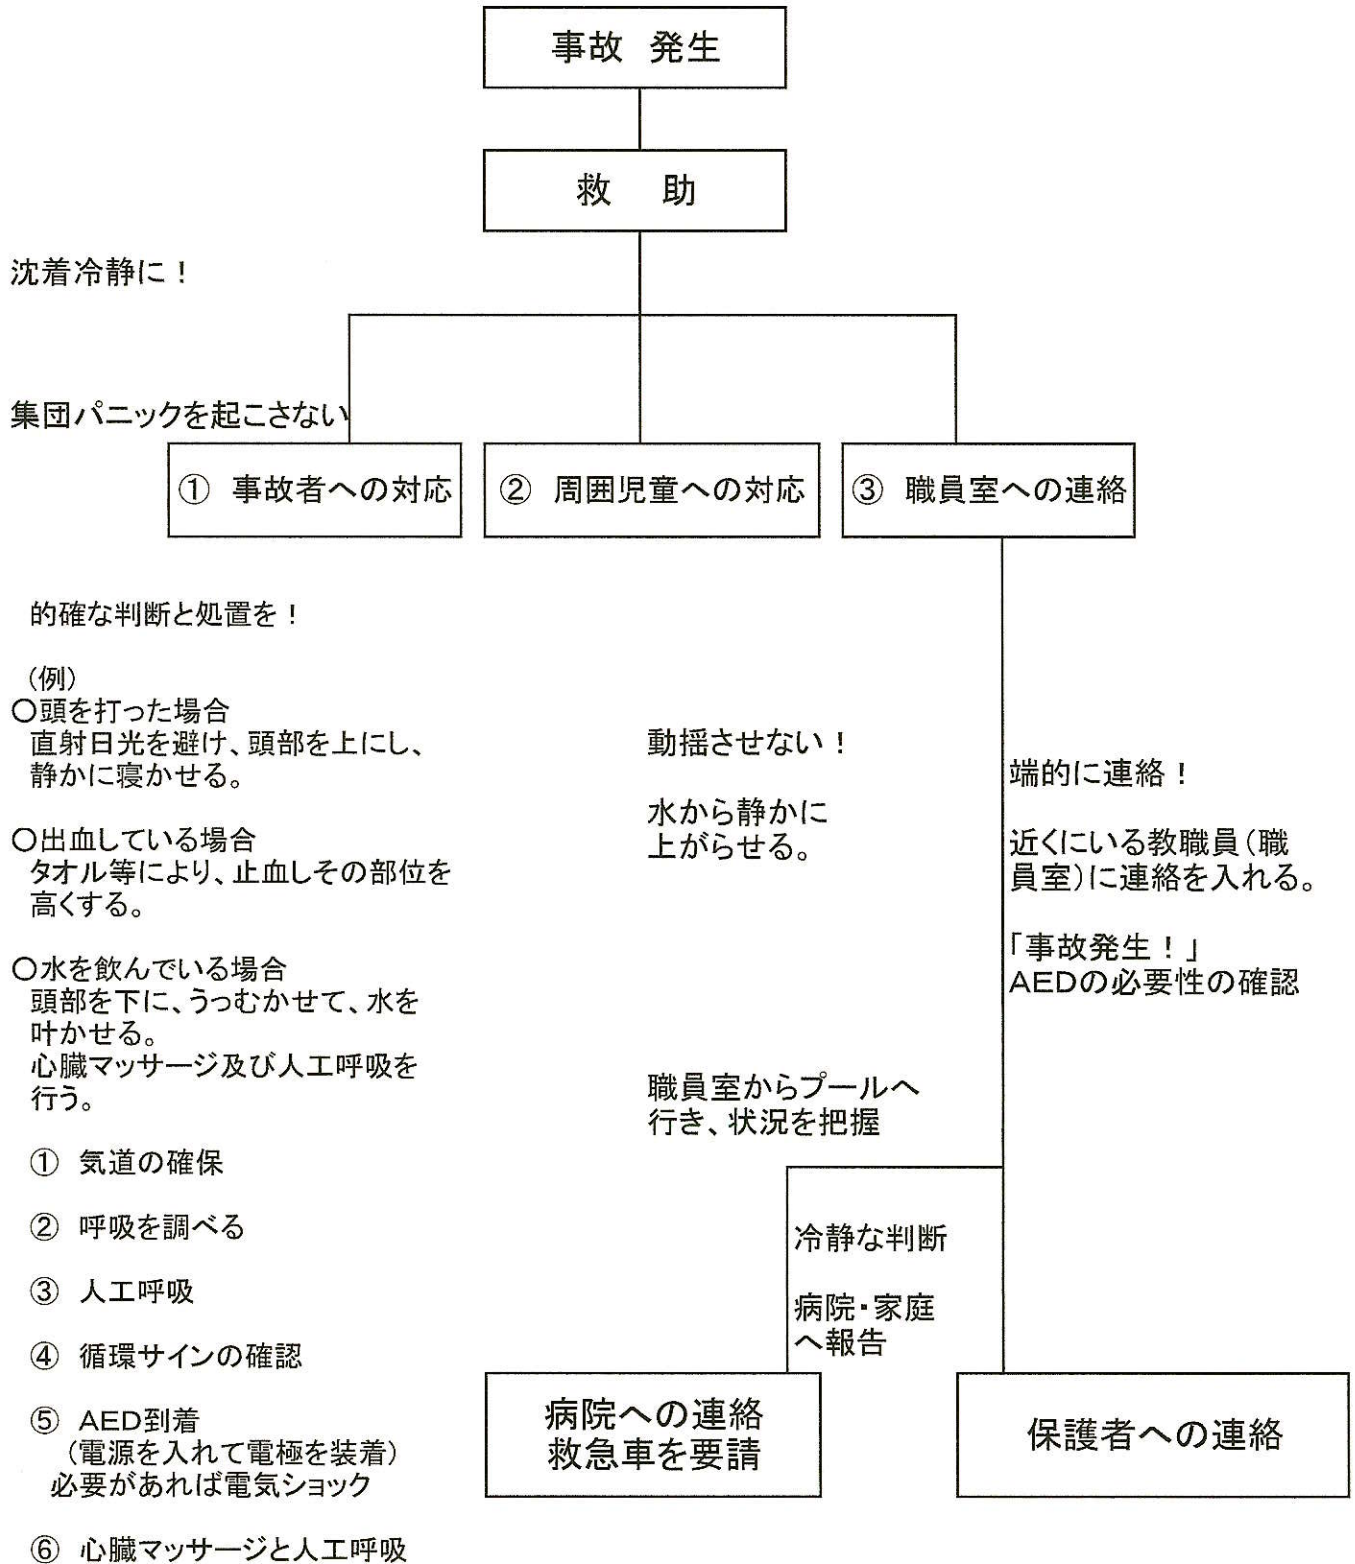 事故 発生
救 助
沈着冷静に！
集団パニックを起こさない
① 事故者への対応
② 周囲児童への対応
③ 職員室への連絡
的確な判断と処置を！
（例）
○頭を打った場合
直射日光を避け、頭部を上にし、
静かに寝かせる。
○出血している場合
タオル等により、止血しその部位を
高くする。
○水を飲んでいる場合
頭部を下に、うつむかせて、水を
叶かせる。
心臓マッサージ及び人工呼吸を
行う。
① 気道の確保
② 呼吸を調べる
③ 人工呼吸
④ 循環サインの確認
⑤ AED到着
（電源を入れて電極を装着）
必要があれば電気ショック
⑥ 心臓マッサージと人工呼吸
動揺させない！
水から静かに
上がらせる。
職員室からプールへ
行き、状況を把握
端的に連絡！
近くにいる教職員（職
員室）に連絡を入れる。
「事故発生！」
AEDの必要性の確認
冷静な判断
病院・家庭
へ報告
病院への連絡
救急車を要請
保護者への連絡